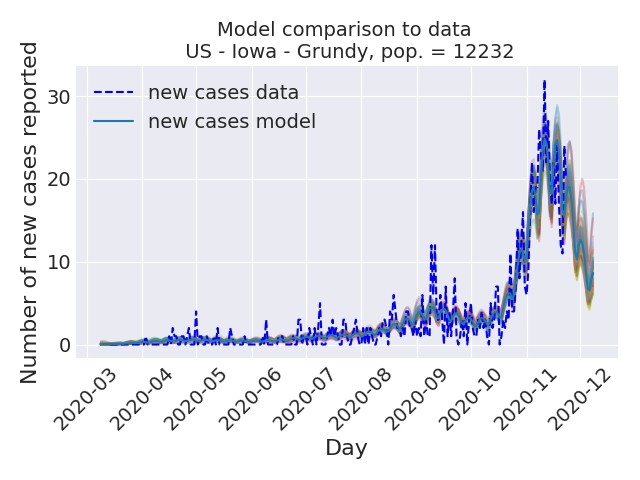 Model comparison to data
US - Iowa - Grundy, pop. = 12232
Number of new cases reported
30
20
10
0
new cases data
new cases model
2020-03
2020-04
2020-05
2020-06
2020-07
2020-08
2020-09
2020-10
2020-11
2020-12
Day